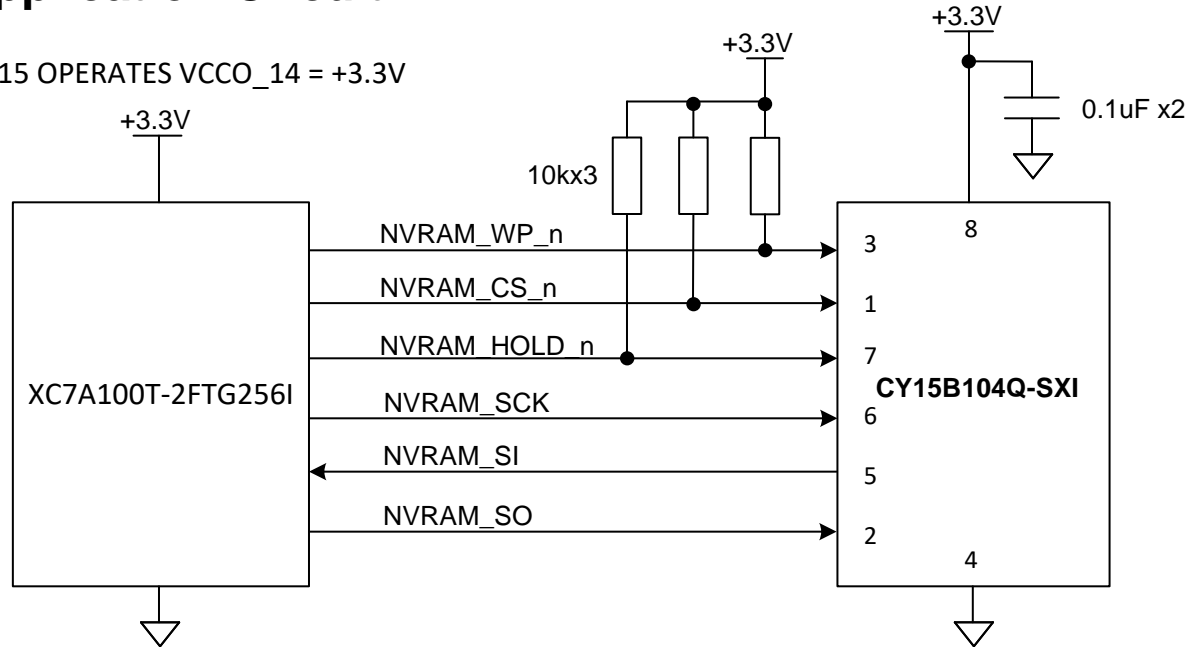 15 OPERATES VCCO_14 = +3.3V
+3.3V
+3.3V
+3.3V
0.1uF x2
10kx3
XC7A100T-2FTG256I
NVRAM_WP_n
NVRAM_CS_n
NVRAM_HOLD_n
NVRAM_SCK
NVRAM_SI
NVRAM_SO
8
3
1
7
CY15B104Q-SXI
6
5
2
4